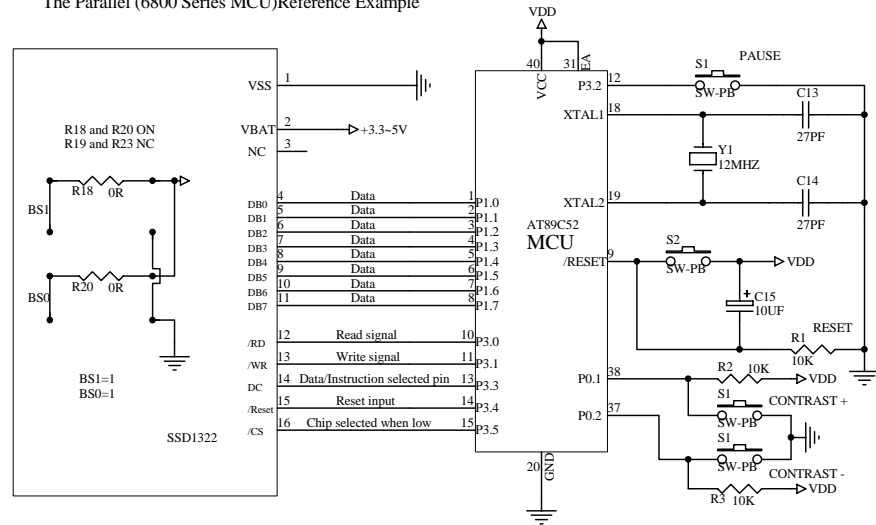 The Parallel (6800 Series MCU)Reference Example
VDD
40
31
VCC
EA
VSS
1
VBAT
2
+3.3~5V
NC
3
R18 and R20 ON
R19 and R23 NC
R18
0R
BS1
R20
0R
BS0
BS1=1
BS0=1
SSD1322
DB0 4 Data 1 P1.0
DB1 5 Data 2 P1.1
DB2 6 Data 3 P1.2
DB3 7 Data 4 P1.3
DB4 8 Data 5 P1.4
DB5 9 Data 6 P1.5
DB6 10 Data 7 P1.6
DB7 11 Data 8 P1.7
/RD 12 Read signal 10 P3.0
/WR 13 Write signal 11 P3.1
DC 14 Data/Instruction selected pin 13 P3.3
/Reset 15 Reset input 14 P3.4
/CS 16 Chip selected when low 15 P3.5
AT89C52
MCU
20
GND
P3.2 12
S1
PAUSE
SW-PB
XTAL1 18
C13
27PF
Y1
12MHZ
XTAL2 19
C14
27PF
/RESET 9
S2
SW-PB
VDD
C15
10UF
+
R1
RESET
10K
P0.1 38
R2 10K
VDD
S1
CONTRAST +
SW-PB
P0.2 37
S1
SW-PB
CONTRAST -
R3 10K
VDD